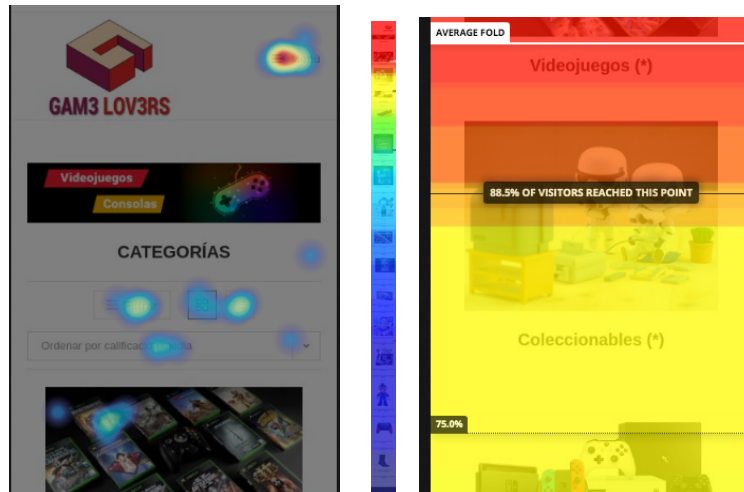 GAM3 LOV3RS
Videojuegos
Consolas
CATEGORÍAS
Ordenar por
AVERAGE FOLD
Videojuegos (*)
88.5% OF VISITORS REACHED THIS POINT
Coleccionables (*)
75.0%